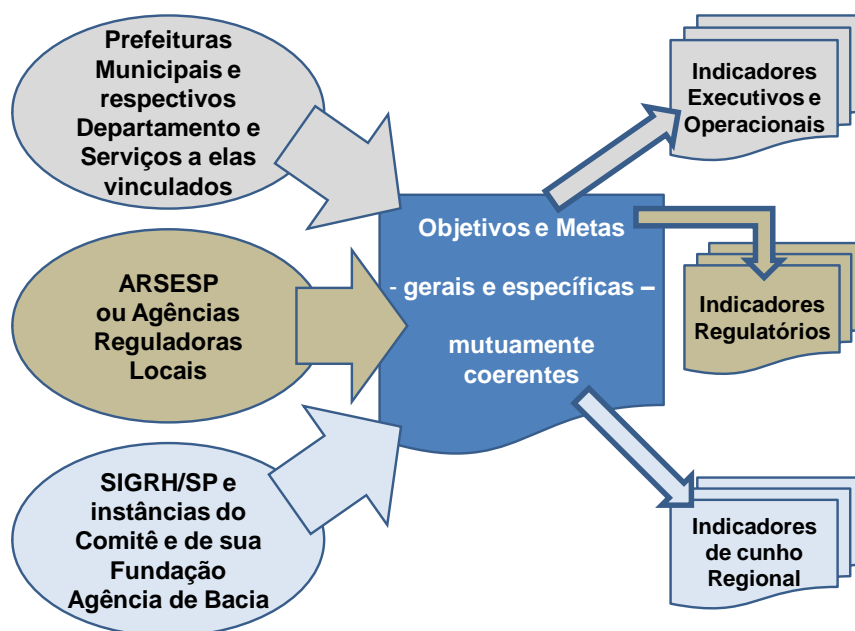 Prefeituras
Municipais e
respectivos
Departamento e
Serviços a elas
vinculados
ARSESP
ou Agências
Reguladoras
Locais
SIGRH/SP e
instâncias do
Comitê e de sua
Fundação
Agência de Bacia
Objetivos e Metas
- gerais e específicas –
mutuamente
coerentes
Indicadores
Executivos e
Operacionais
Indicadores
Regulatórios
Indicadores
de cunho
Regional